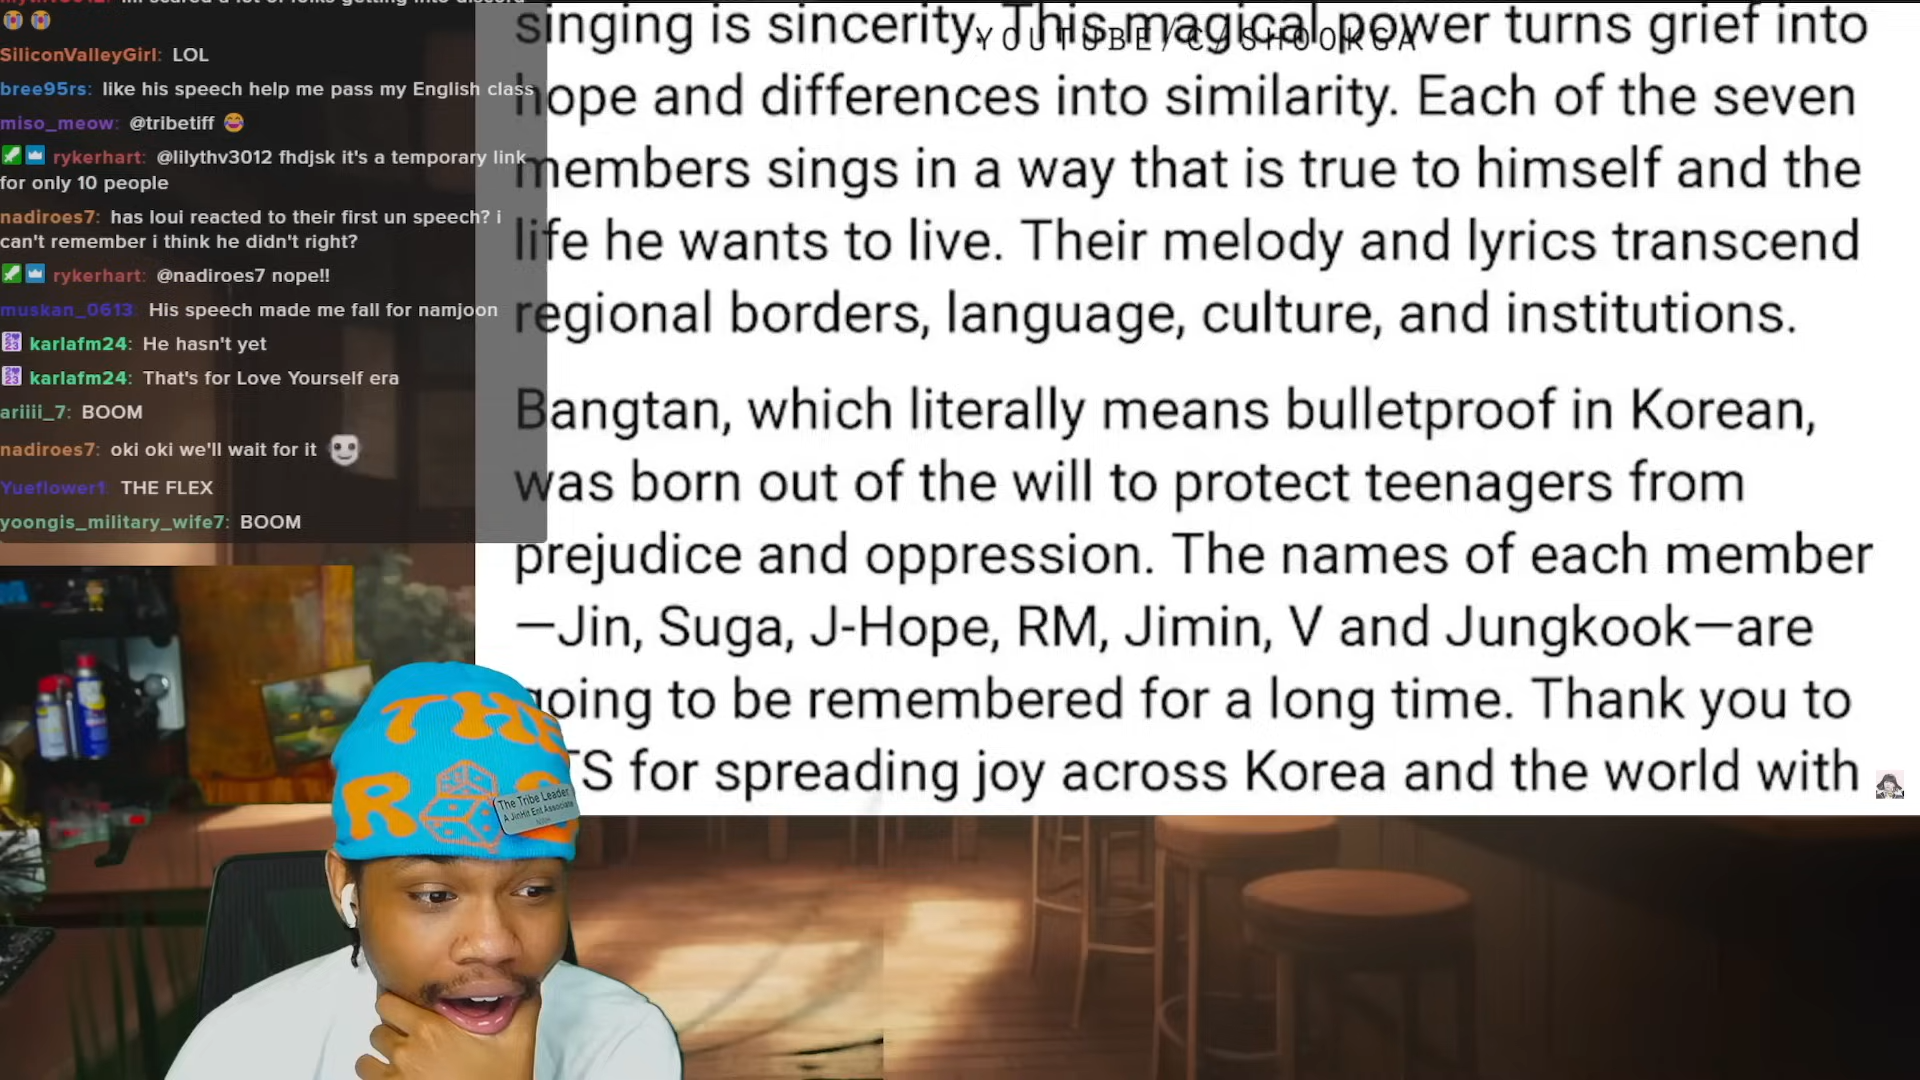 SiliconValleyGirl: LOL
bree95rs: like his speech help me pass my English class
miso_meow: @tribetiff 😂
rykerhart: @lilythv3012 fhdjsk it's a temporary link
for only 10 people
nadiroes7: has loui reacted to their first un speech? i
can't remember i think he didn't right?
rykerhart: @nadiroes7 nope!!
muskan_0613: His speech made me fall for namjoon
karlafm24: He hasn't yet
karlafm24: That's for Love Yourself era
ariiii_7: BOOM
nadiroes7: oki oki we'll wait for it
Yueflower1: THE FLEX
yoongis_military_wife7: BOOM
singing is sincerity. This magical power turns grief into
YOUTUBE/CASHOOKGA
hope and differences into similarity. Each of the seven
members sings in a way that is true to himself and the
life he wants to live. Their melody and lyrics transcend
regional borders, language, culture, and institutions.
Bangtan, which literally means bulletproof in Korean,
was born out of the will to protect teenagers from
prejudice and oppression. The names of each member
—Jin, Suga, J-Hope, RM, Jimin, V and Jungkook—are
going to be remembered for a long time. Thank you to
TS for spreading joy across Korea and the world with
THE
R
The Tribe Leader
A JinHit Ent Associate